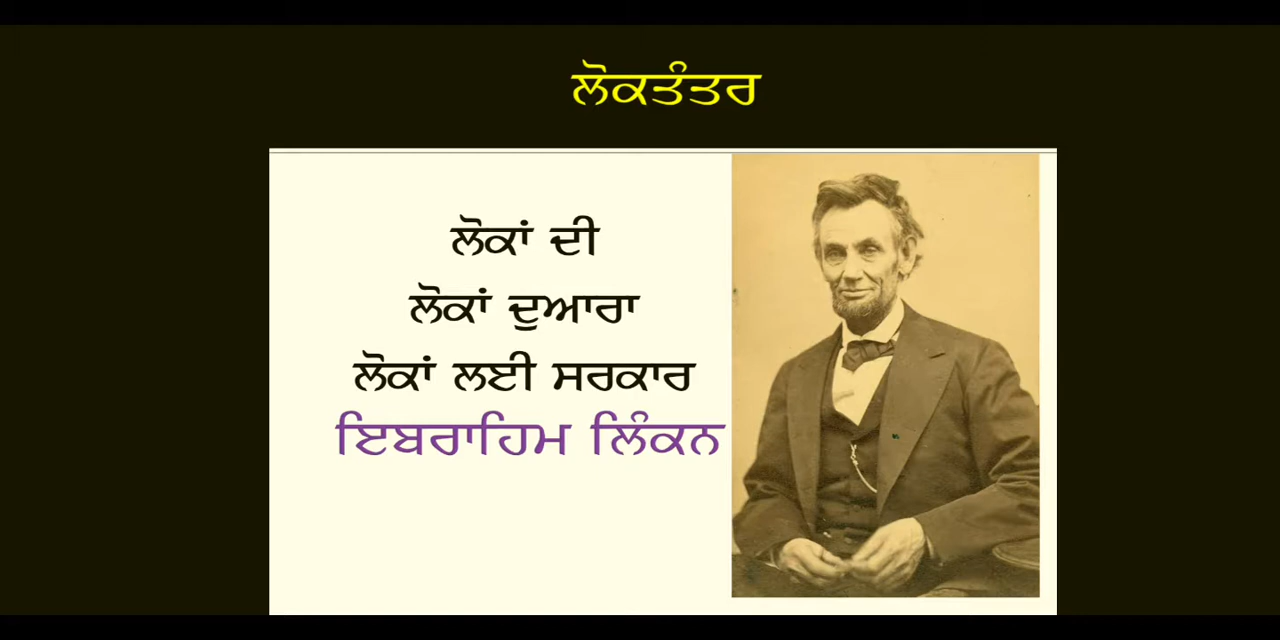 ਲੋਕਤੰਤਰ
ਲੋਕਾਂ ਦੀ
ਲੋਕਾਂ ਦੁਆਰਾ
ਲੋਕਾਂ ਲਈ ਸਰਕਾਰ
ਇਬਰਾਹਿਮ ਲਿੰਕਨ